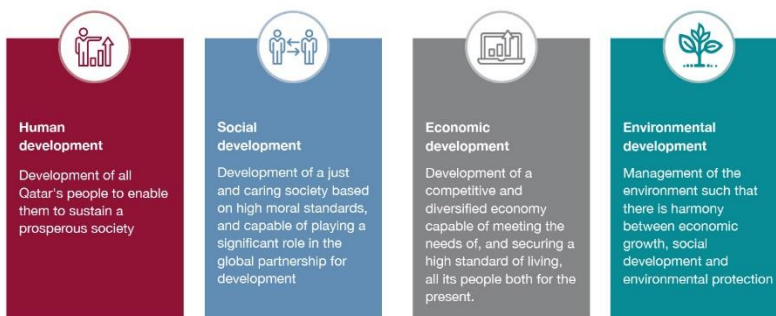 Human
development
Development of all
Qatar's people to enable
them to sustain a
prosperous society
Social
development
Development of a just
and caring society based
on high moral standards,
and capable of playing a
significant role in the
global partnership for
development
Economic
development
Development of a
competitive and
diversified economy
capable of meeting the
needs of, and securing a
high standard of living,
all its people both for the
present.
Environmental
development
Management of the
environment such that
there is harmony
between economic
growth, social
development and
environmental protection